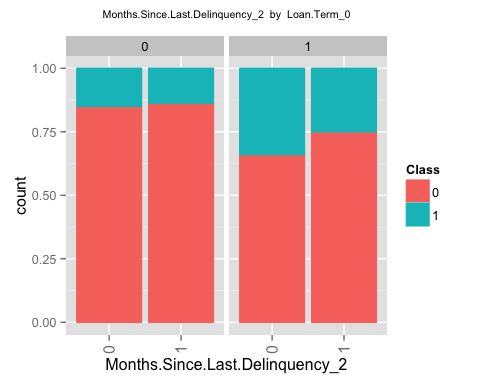 Months.Since.Last.Delinquency_2 by Loan.Term_0
0 1
1.00
0.75
0.50
0.25
0.00
count
0 1 0 1
Months.Since.Last.Delinquency_2
Class
0
1